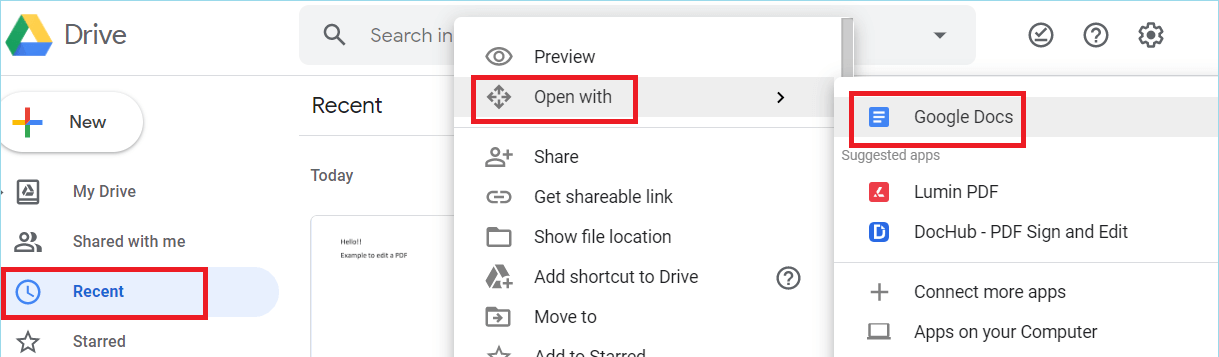 Drive
Search in
New
My Drive
Shared with me
Recent
Starred
Recent
Today
Hello!!
Example to edit a PDF
Preview
Open with
Share
Get shareable link
Show file location
Add shortcut to Drive
Move to
Add to Starred
Google Docs
Suggested apps
Lumin PDF
DocHub - PDF Sign and Edit
Connect more apps
Apps on your Computer